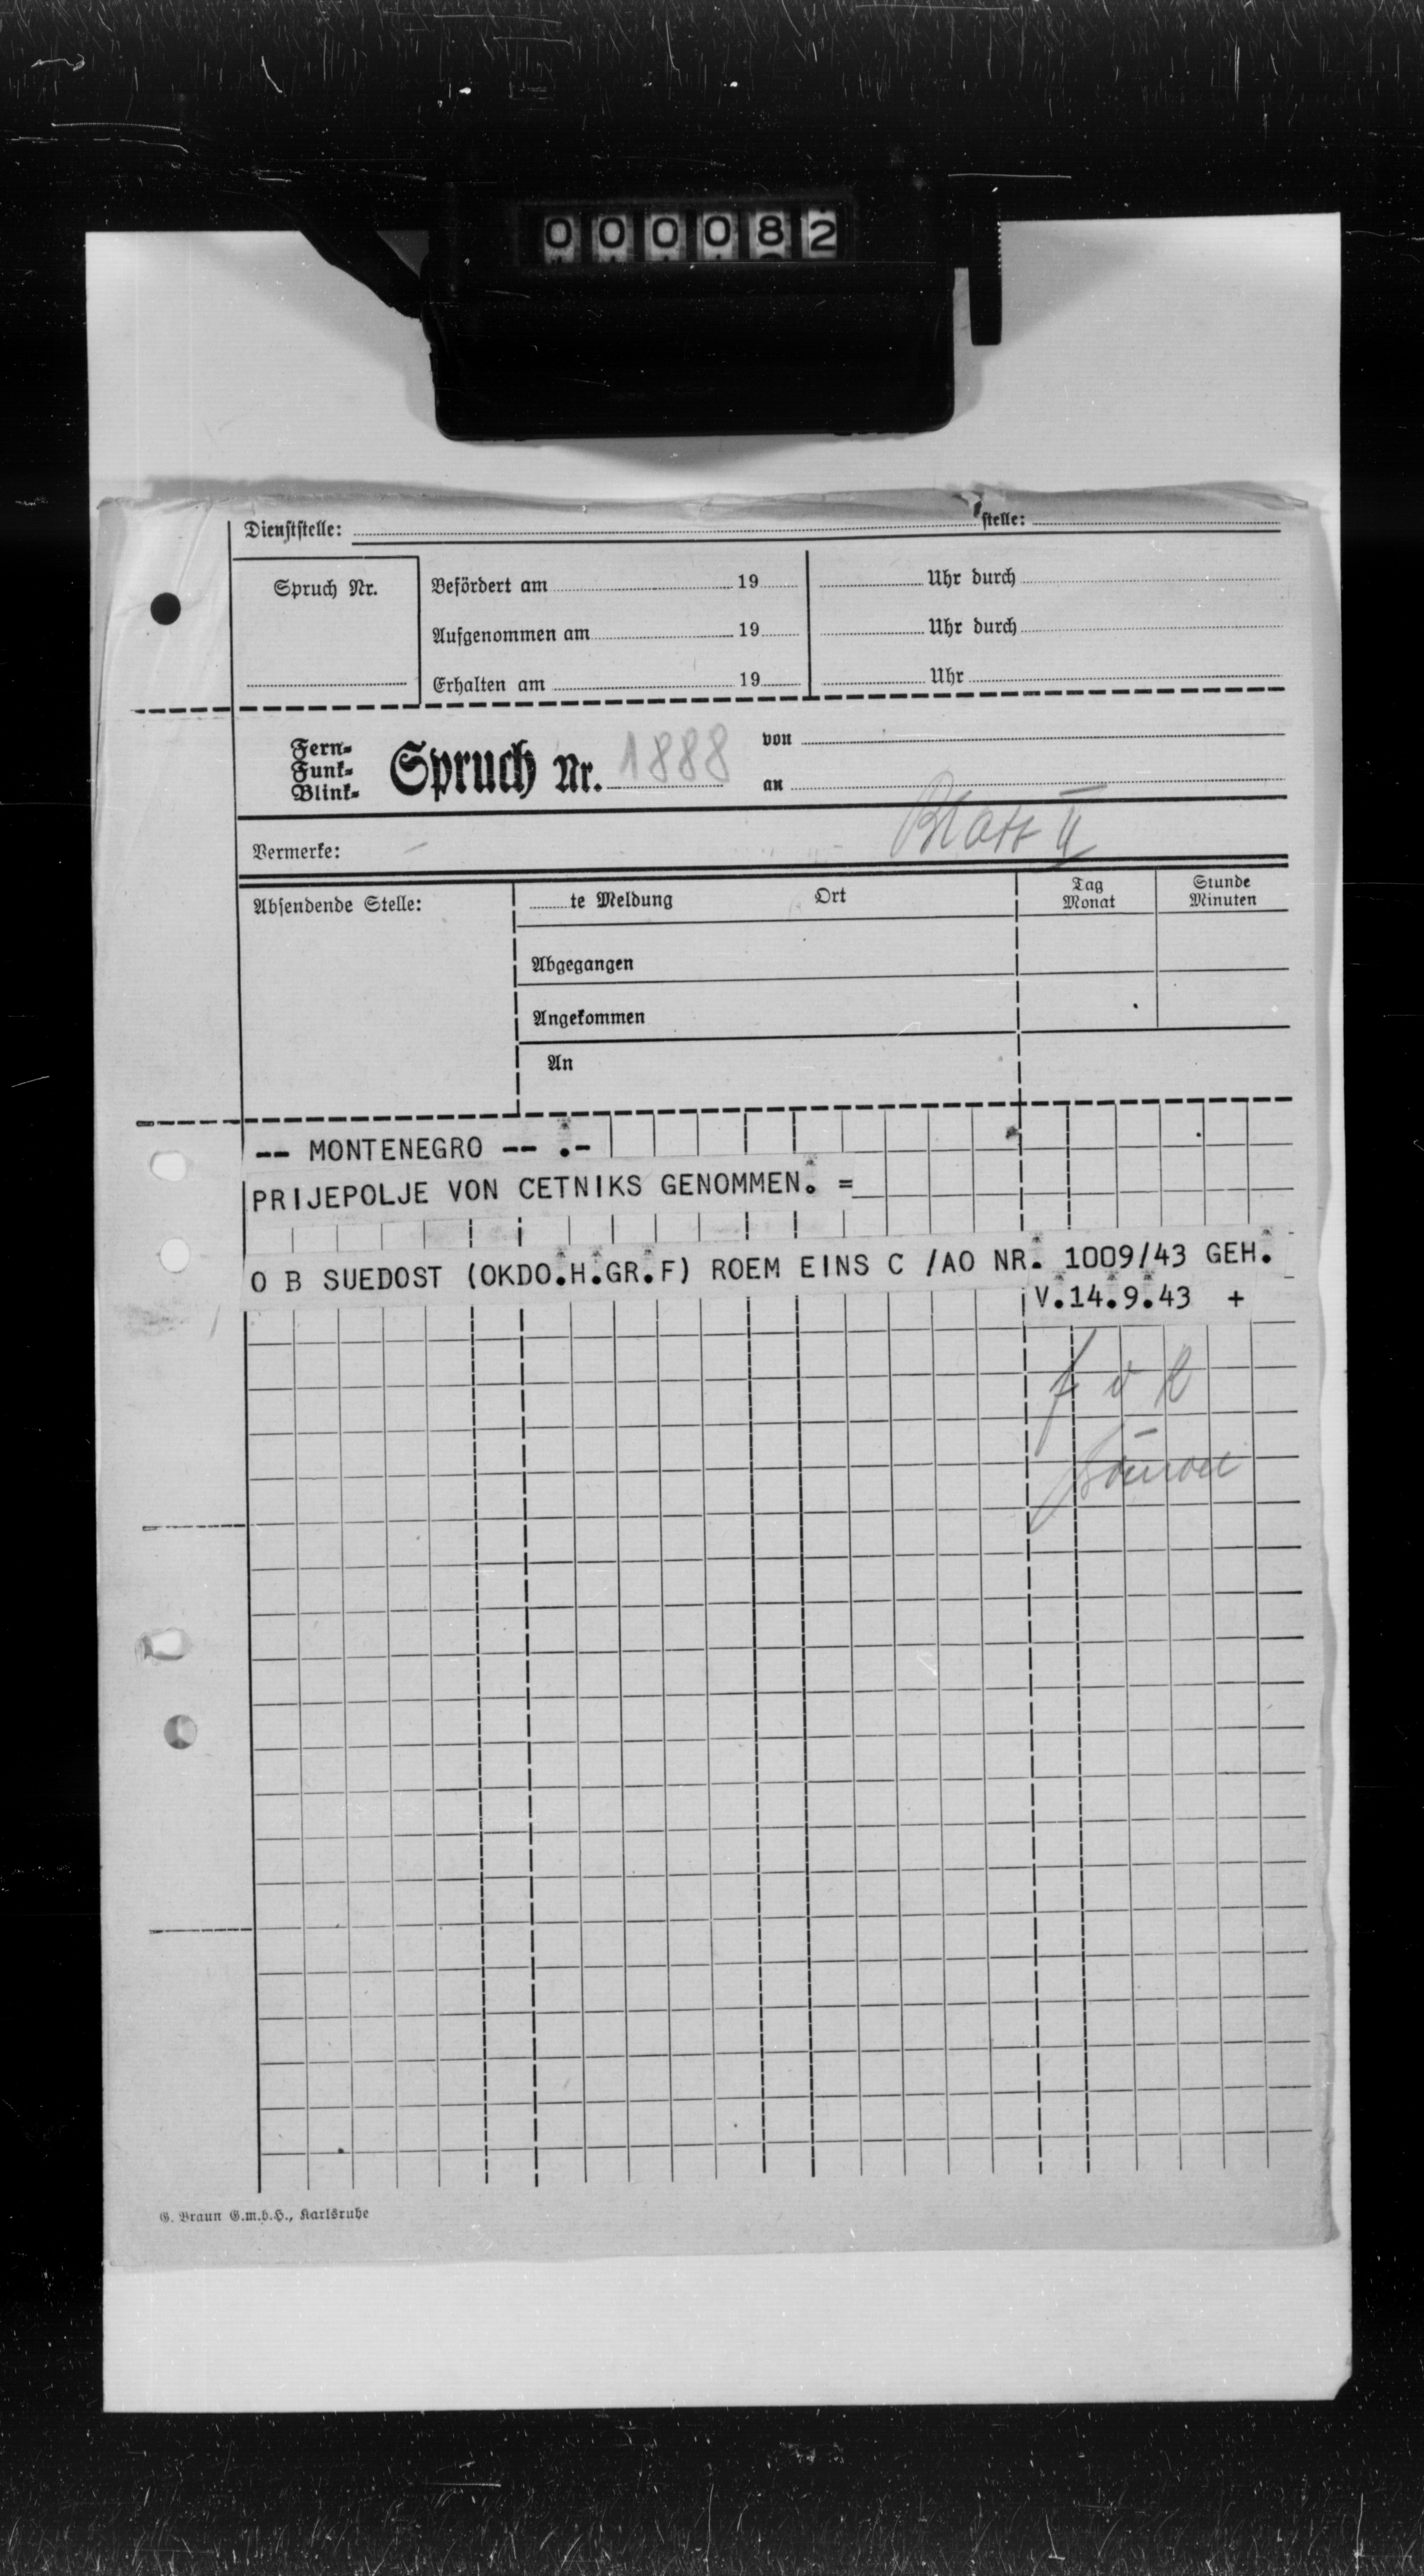 000082
Dienststelle: stelle:
Spruch Nr.
Befördert am 19 Uhr durch
Aufgenommen am 19 Uhr durch
Erhalten am 19 Uhr
Fern-
Funk-
Blink-
Spruch Nr. 1888
von
an
Blatt II
Vermerke:
Absendende Stelle:
te Meldung Ort Tag Monat Stunde Minuten
Abgegangen
Angekommen
An
-- MONTENEGRO -- .-
PRIJEPOLJE VON CETNIKS GENOMMEN. =
O B SUEDOST (OKDO.H.GR.F) ROEM EINS C /AO NR. 1009/43 GEH.
V.14.9.43 +
G. Braun G.m.b.H., Karlsruhe